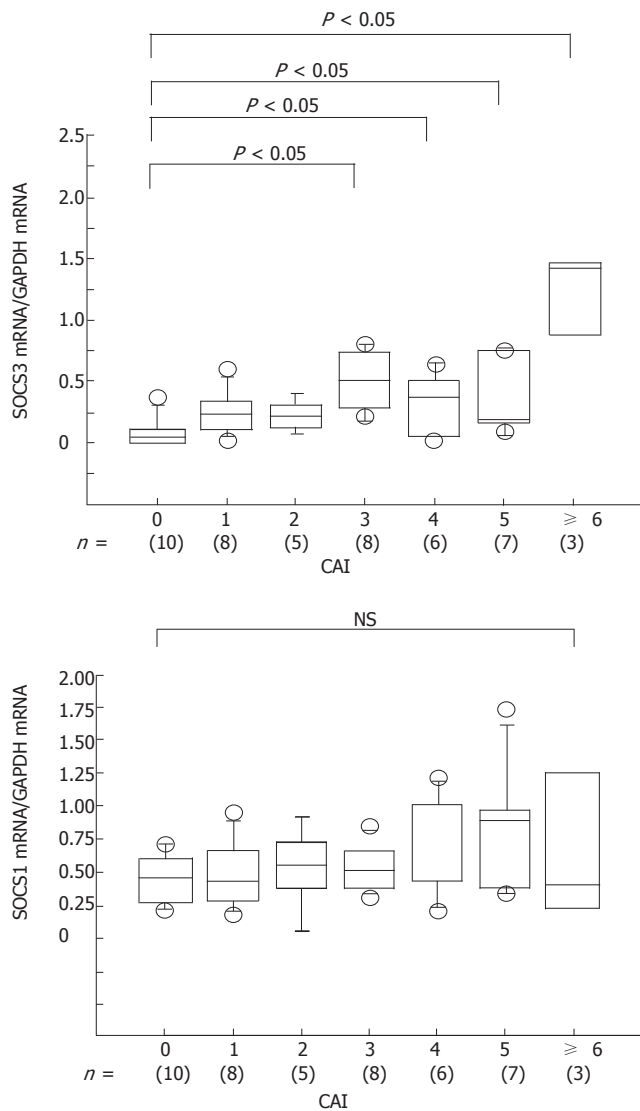 P < 0.05
P < 0.05
P < 0.05
P < 0.05
2.5
2.0
1.5
1.0
0.5
0
SOCS3 mRNA/GAPDH mRNA
0 1 2 3 4 5 ⩾ 6
n = (10) (8) (5) (8) (6) (7) (3)
CAI
NS
2.00
1.75
1.50
1.25
1.00
0.75
0.50
0.25
0
SOCS1 mRNA/GAPDH mRNA
0 1 2 3 4 5 ⩾ 6
n = (10) (8) (5) (8) (6) (7) (3)
CAI